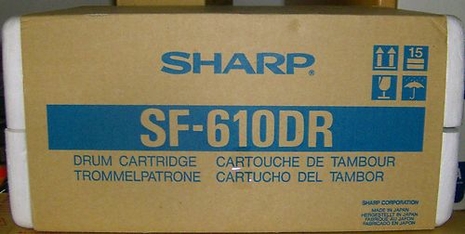 SHARP®
15
SF-610DR
DRUM CARTRIDGE CARTOUCHE DE TAMBOUR
TROMMELPATRONE CARTUCHO DEL TAMBOR
SHARP CORPORATION
MADE IN JAPAN
HERGESTELLT IN JAPAN
FABRIQUÉ AU JAPON
FABRICADO EN JAPON